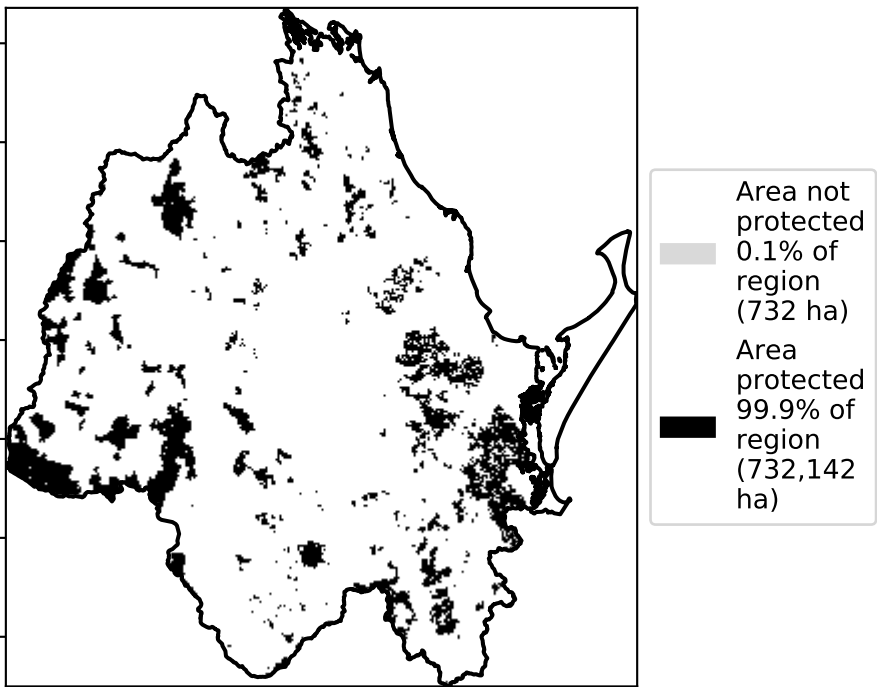 Area not
protected
0.1% of
region
(732 ha)
Area
protected
99.9% of
region
(732,142
ha)